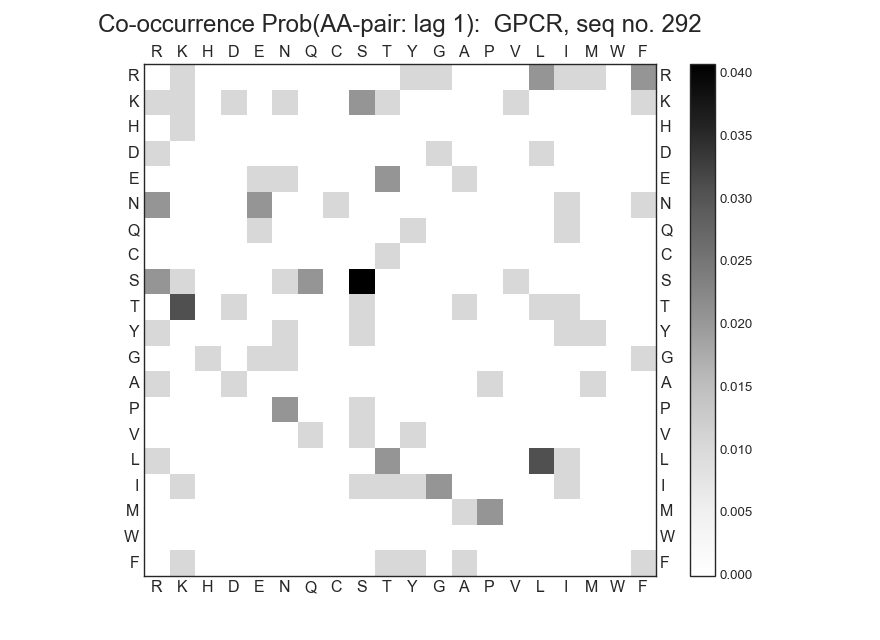 Co-occurrence Prob(AA-pair: lag 1):  GPCR, seq no. 292
R K H D E N Q C S T Y G A P V L I M W F
R R
K K
H H
D D
E E
N N
Q Q
C C
S S
T T
Y Y
G G
A A
P P
V V
L L
I I
M M
W W
F F
R K H D E N Q C S T Y G A P V L I M W F
0.040
0.035
0.030
0.025
0.020
0.015
0.010
0.005
0.000